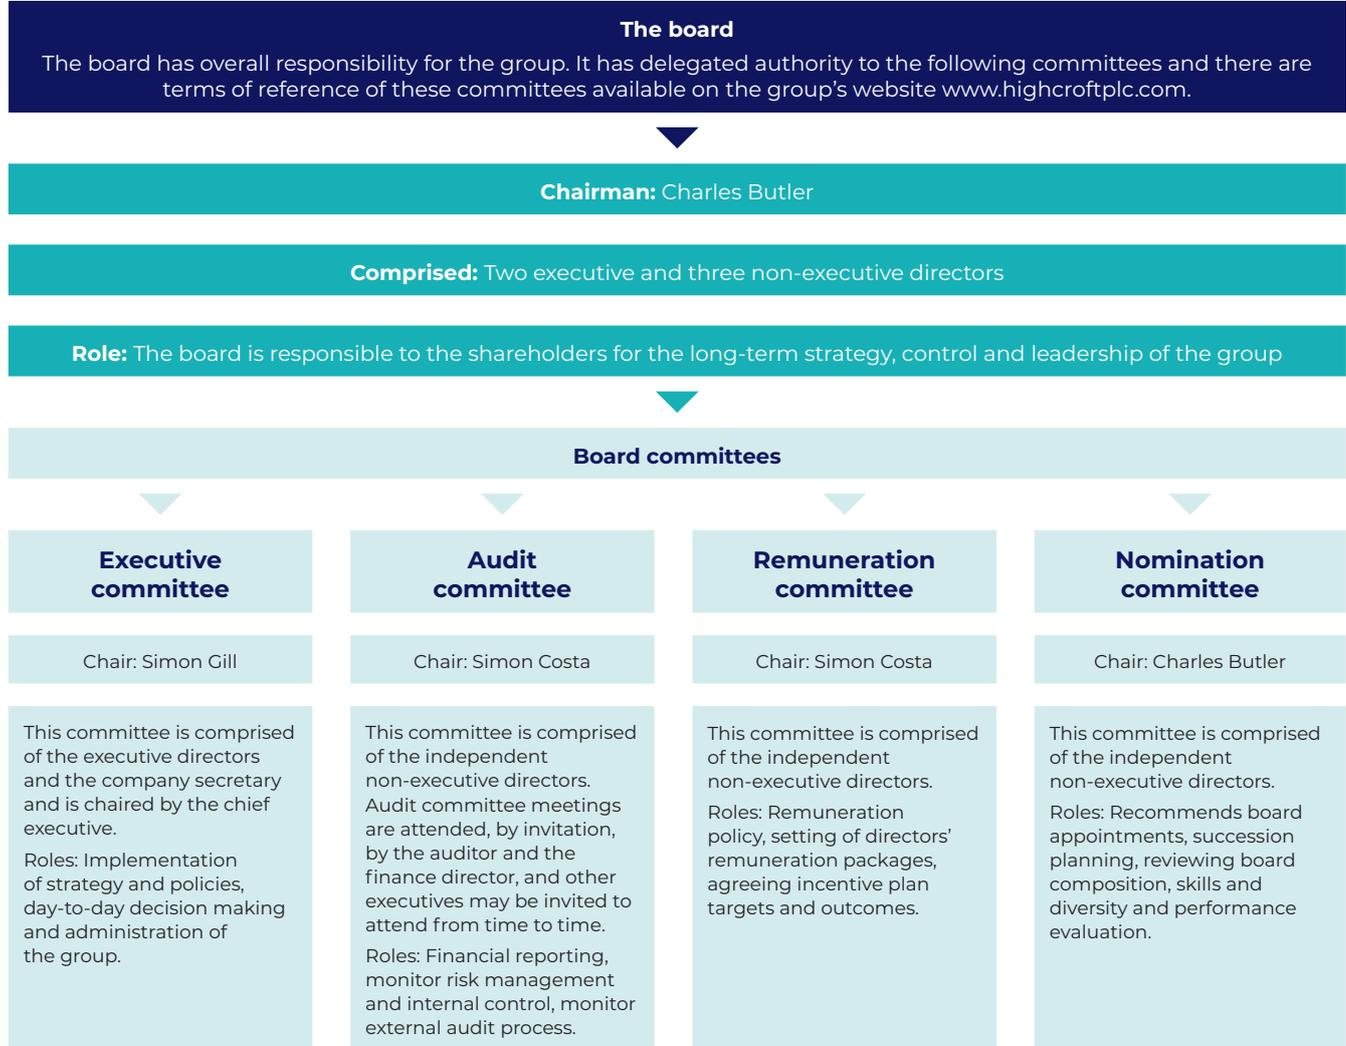 The board
The board has overall responsibility for the group. It has delegated authority to the following committees and there are
terms of reference of these committees available on the group’s website www.highcroftplc.com.
Chairman: Charles Butler
Comprised: Two executive and three non-executive directors
Role: The board is responsible to the shareholders for the long-term strategy, control and leadership of the group
Board committees
Executive
committee
Chair: Simon Gill
This committee is comprised
of the executive directors
and the company secretary
and is chaired by the chief
executive.
Roles: Implementation
of strategy and policies,
day-to-day decision making
and administration of
the group.
Audit
committee
Chair: Simon Costa
This committee is comprised
of the independent
non-executive directors.
Audit committee meetings
are attended, by invitation,
by the auditor and the
finance director, and other
executives may be invited to
attend from time to time.
Roles: Financial reporting,
monitor risk management
and internal control, monitor
external audit process.
Remuneration
committee
Chair: Simon Costa
This committee is comprised
of the independent
non-executive directors.
Roles: Remuneration
policy, setting of directors’
remuneration packages,
agreeing incentive plan
targets and outcomes.
Nomination
committee
Chair: Charles Butler
This committee is comprised
of the independent
non-executive directors.
Roles: Recommends board
appointments, succession
planning, reviewing board
composition, skills and
diversity and performance
evaluation.